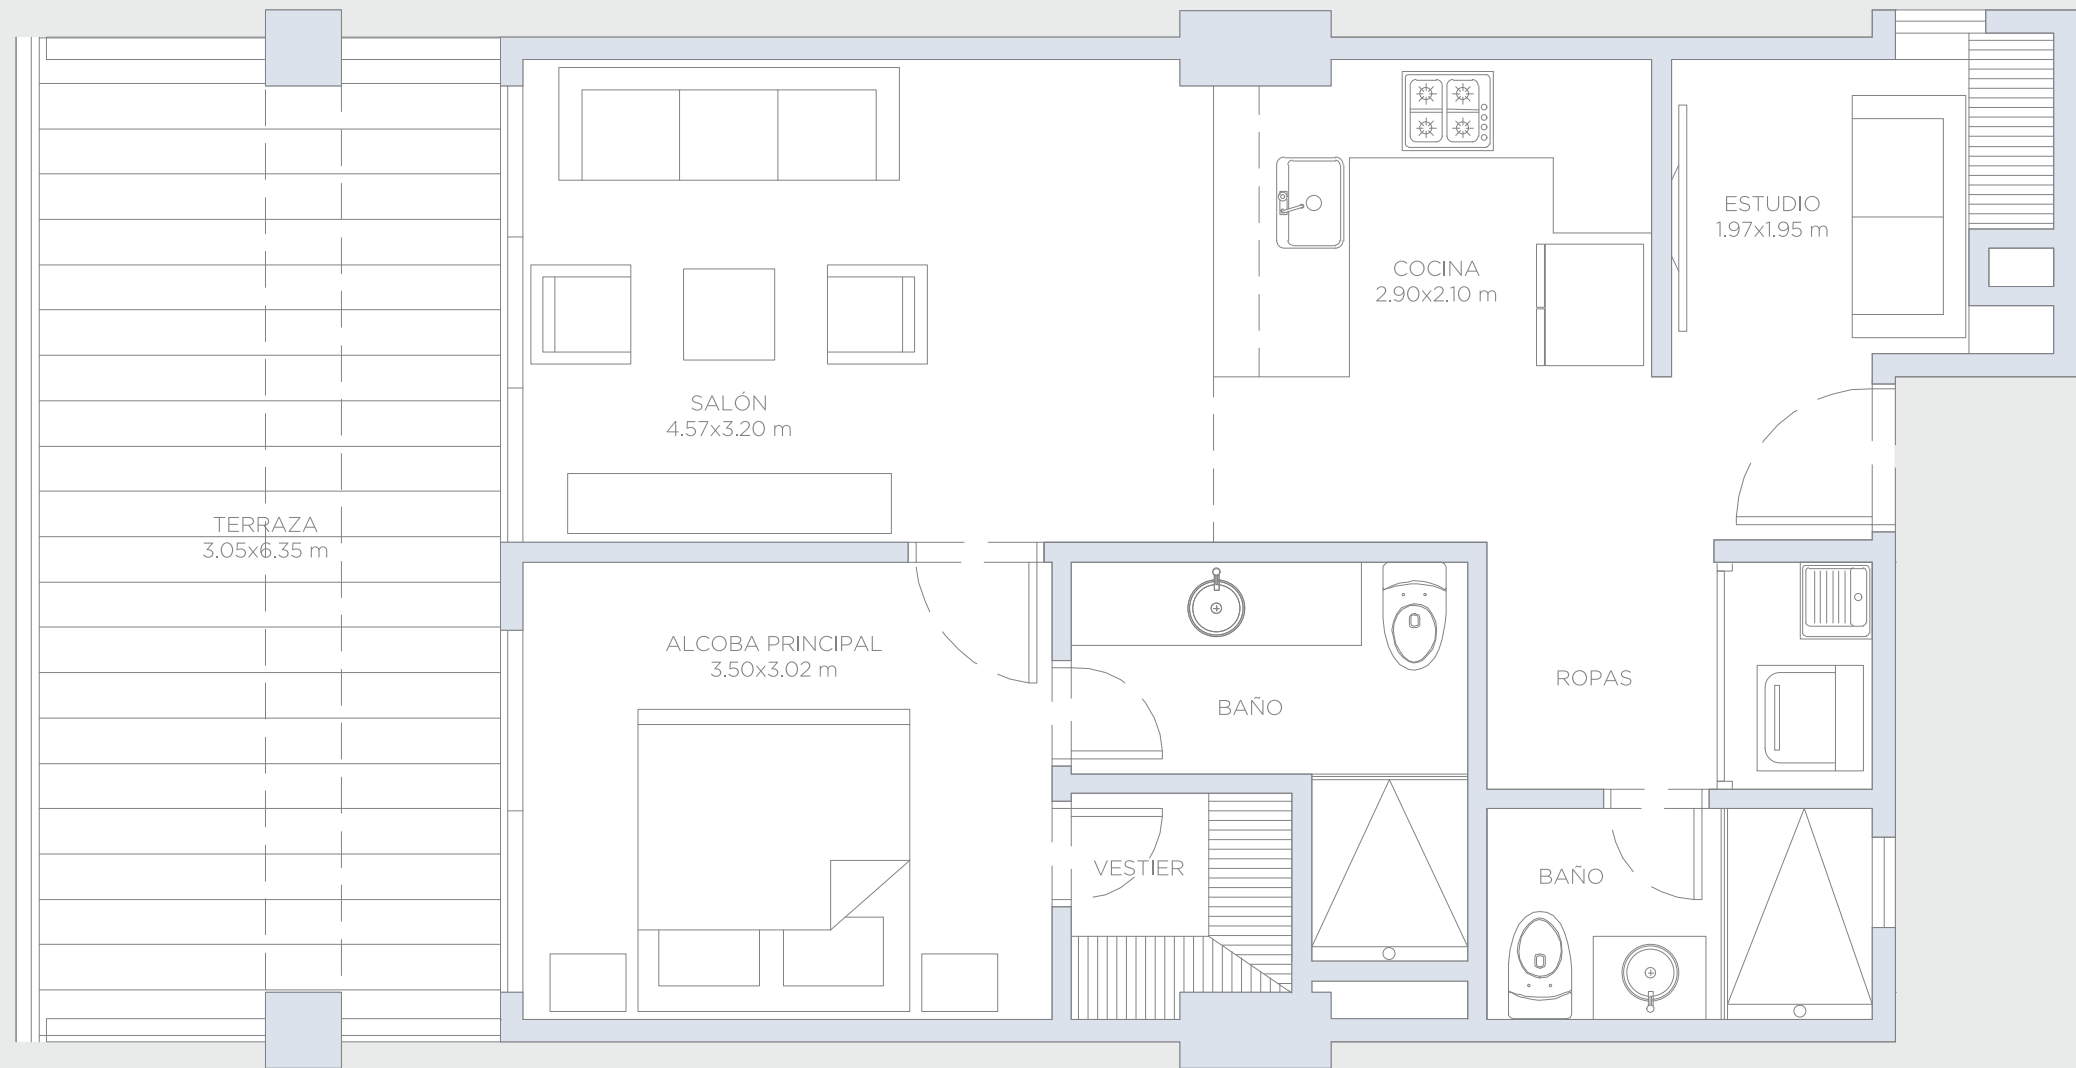 ESTUDIO
1.97x1.95 m
COCINA
2.90x2.10 m
SALÓN
4.57x3.20 m
TERRAZA
3.05x6.35 m
ALCOBA PRINCIPAL
3.50x3.02 m
BAÑO
ROPAS
VESTIER
BAÑO